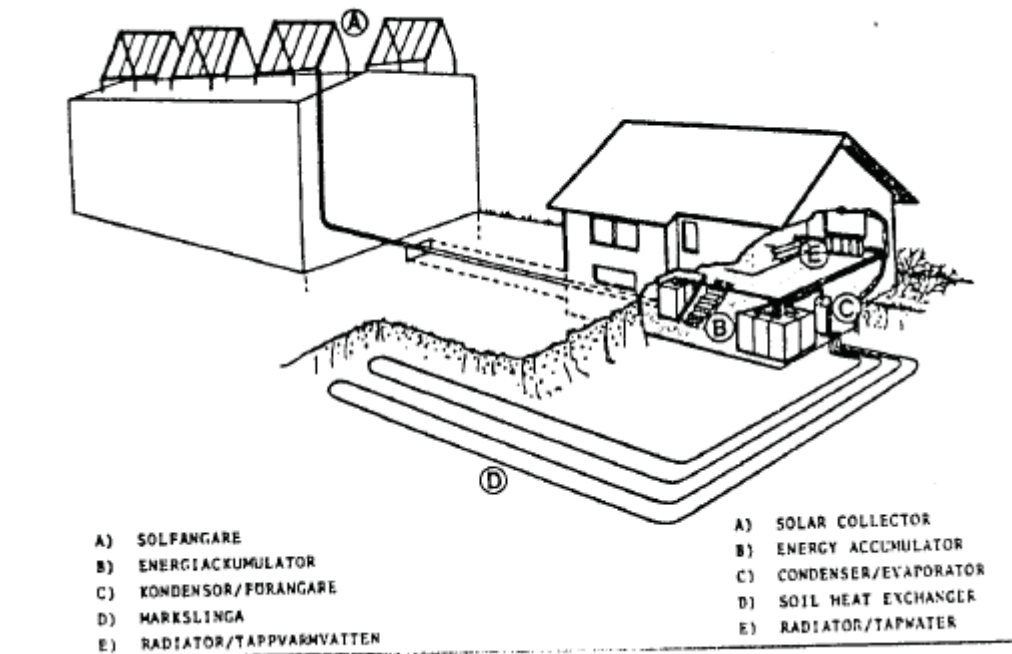 A
E
C
B
D
A) SOLFANGARE
B) ENERGIACKUMULATOR
C) KONDENSOR/FÖRANGARE
D) MARKSLINGA
E) RADIATOR/TAPPVARMVATTEN
A) SOLAR COLLECTOR
B) ENERGY ACCUMULATOR
C) CONDENSER/EVAPORATOR
D) SOIL HEAT EXCHANGER
E) RADIATOR/TAPWATER